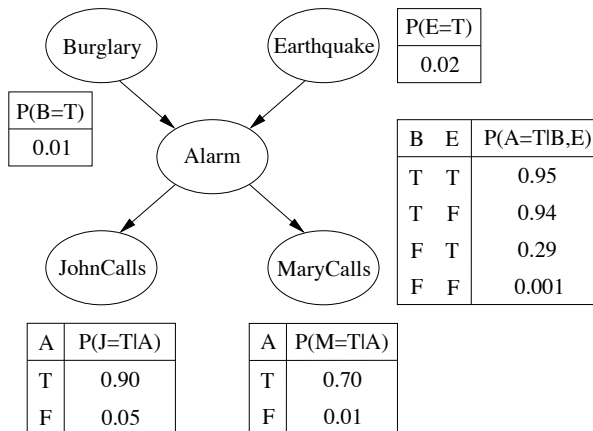 Burglary
Earthquake
P(E=T)
0.02
P(B=T)
0.01
Alarm
B E P(A=T|B,E)
T T 0.95
T F 0.94
F T 0.29
F F 0.001
JohnCalls
MaryCalls
A P(J=T|A)
T 0.90
F 0.05
A P(M=T|A)
T 0.70
F 0.01